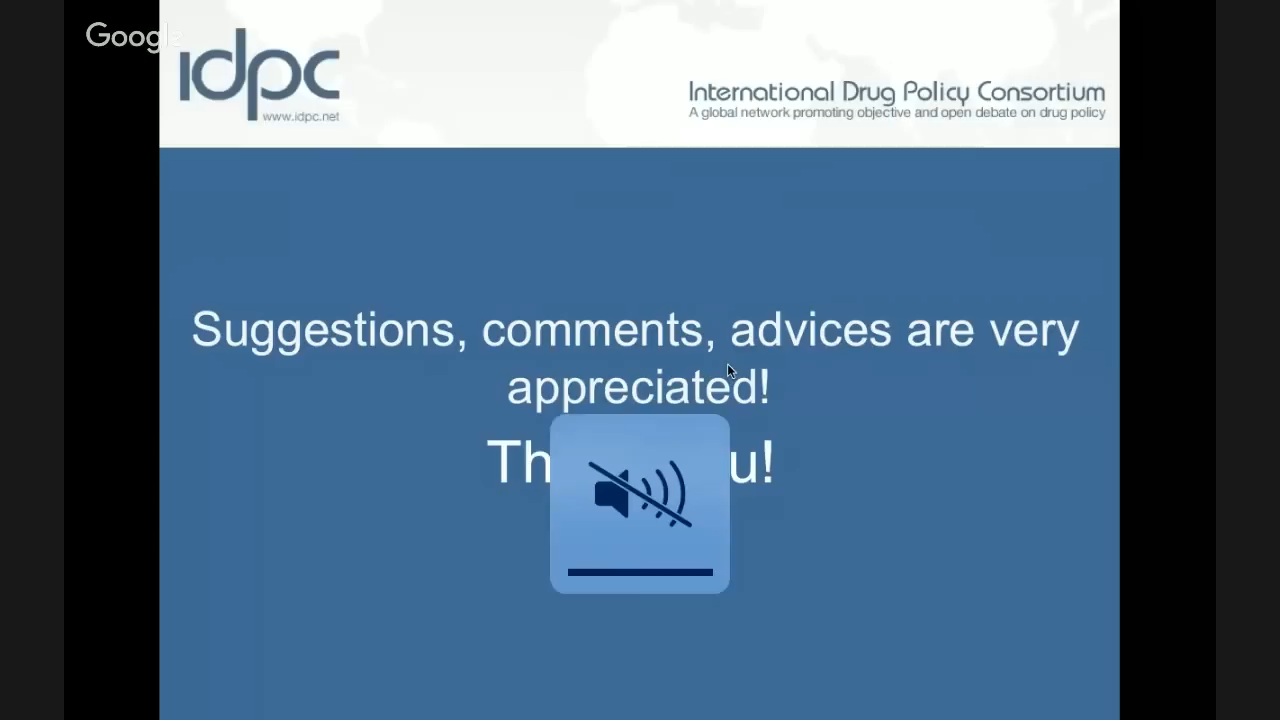 Google
idpc
www.idpc.net
International Drug Policy Consortium
A global network promoting objective and open debate on drug policy
Suggestions, comments, advices are very
appreciated!
Th u!